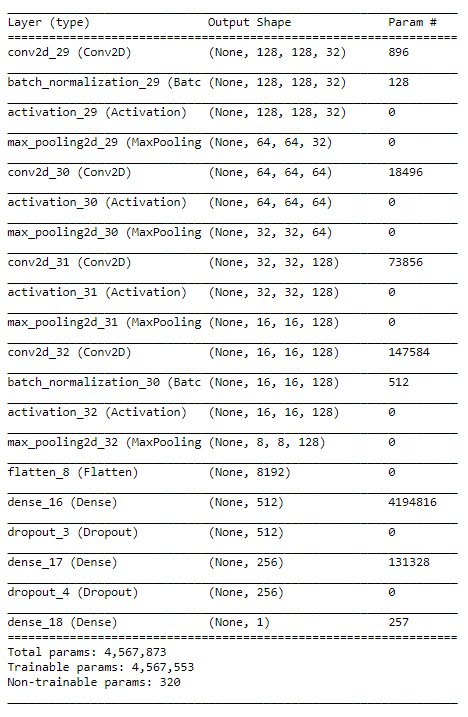 Layer (type) Output Shape Param #
conv2d_29 (Conv2D) (None, 128, 128, 32) 896
batch_normalization_29 (Batc (None, 128, 128, 32) 128
activation_29 (Activation) (None, 128, 128, 32) 0
max_pooling2d_29 (MaxPooling (None, 64, 64, 32) 0
conv2d_30 (Conv2D) (None, 64, 64, 64) 18496
activation_30 (Activation) (None, 64, 64, 64) 0
max_pooling2d_30 (MaxPooling (None, 32, 32, 64) 0
conv2d_31 (Conv2D) (None, 32, 32, 128) 73856
activation_31 (Activation) (None, 32, 32, 128) 0
max_pooling2d_31 (MaxPooling (None, 16, 16, 128) 0
conv2d_32 (Conv2D) (None, 16, 16, 128) 147584
batch_normalization_30 (Batc (None, 16, 16, 128) 512
activation_32 (Activation) (None, 16, 16, 128) 0
max_pooling2d_32 (MaxPooling (None, 8, 8, 128) 0
flatten_8 (Flatten) (None, 8192) 0
dense_16 (Dense) (None, 512) 4194816
dropout_3 (Dropout) (None, 512) 0
dense_17 (Dense) (None, 256) 131328
dropout_4 (Dropout) (None, 256) 0
dense_18 (Dense) (None, 1) 257
Total params: 4,567,873
Trainable params: 4,567,553
Non-trainable params: 320